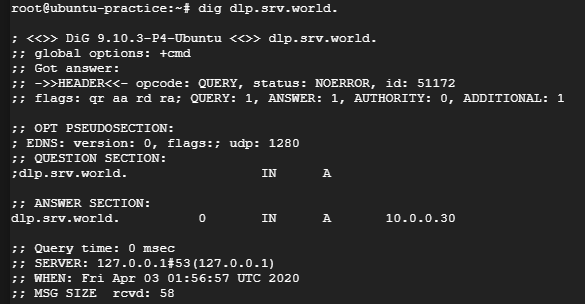 root@ubuntu-practice:~# dig dlp.srv.world.
; <<>> DiG 9.10.3-P4-Ubuntu <<>> dlp.srv.world.
;; global options: +cmd
;; Got answer:
;; ->>HEADER<<- opcode: QUERY, status: NOERROR, id: 51172
;; flags: qr aa rd ra; QUERY: 1, ANSWER: 1, AUTHORITY: 0, ADDITIONAL: 1
;; OPT PSEUDOSECTION:
; EDNS: version: 0, flags:; udp: 1280
;; QUESTION SECTION:
;dlp.srv.world. IN A
;; ANSWER SECTION:
dlp.srv.world. 0 IN A 10.0.0.30
;; Query time: 0 msec
;; SERVER: 127.0.0.1#53(127.0.0.1)
;; WHEN: Fri Apr 03 01:56:57 UTC 2020
;; MSG SIZE rcvd: 58